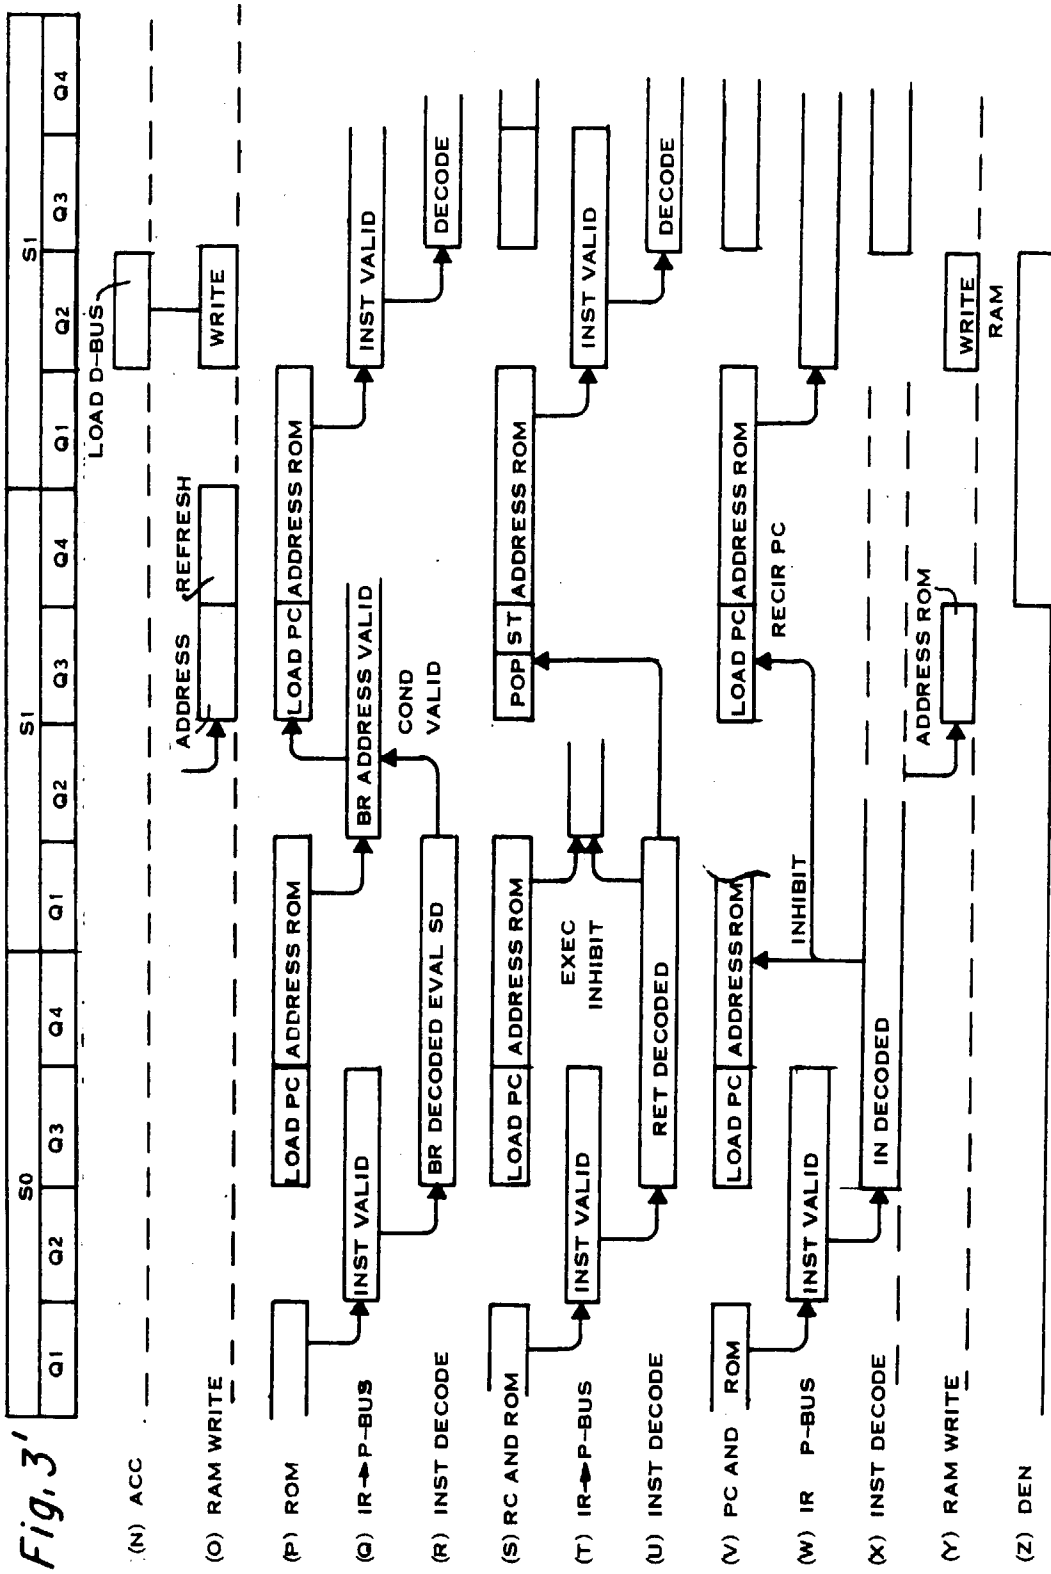 Fig. 3'
S0 S1 S1
Q1 Q2 Q3 Q4 Q1 Q2 Q3 Q4 Q1 Q2 Q3 Q4
LOAD D-BUS
(N) ACC
ADDRESS REFRESH
(O) RAM WRITE WRITE
(P) ROM LOAD PC ADDRESS ROM LOAD PC ADDRESS ROM
(Q) IR→P-BUS INST VALID BR ADDRESS VALID INST VALID
COND
VALID
(R) INST DECODE BR DECODED EVAL SD DECODE
(S) RC AND ROM LOAD PC ADDRESS ROM POP ST ADDRESS ROM
EXEC
INHIBIT
(T) IR→P-BUS INST VALID INST VALID
(U) INST DECODE RET DECODED DECODE
(V) PC AND ROM LOAD PC ADDRESS ROM LOAD PC ADDRESS ROM
RECIR PC
INHIBIT
(W) IR P-BUS INST VALID
(X) INST DECODE IN DECODED
ADDRESS ROM
(Y) RAM WRITE WRITE
RAM
(Z) DEN